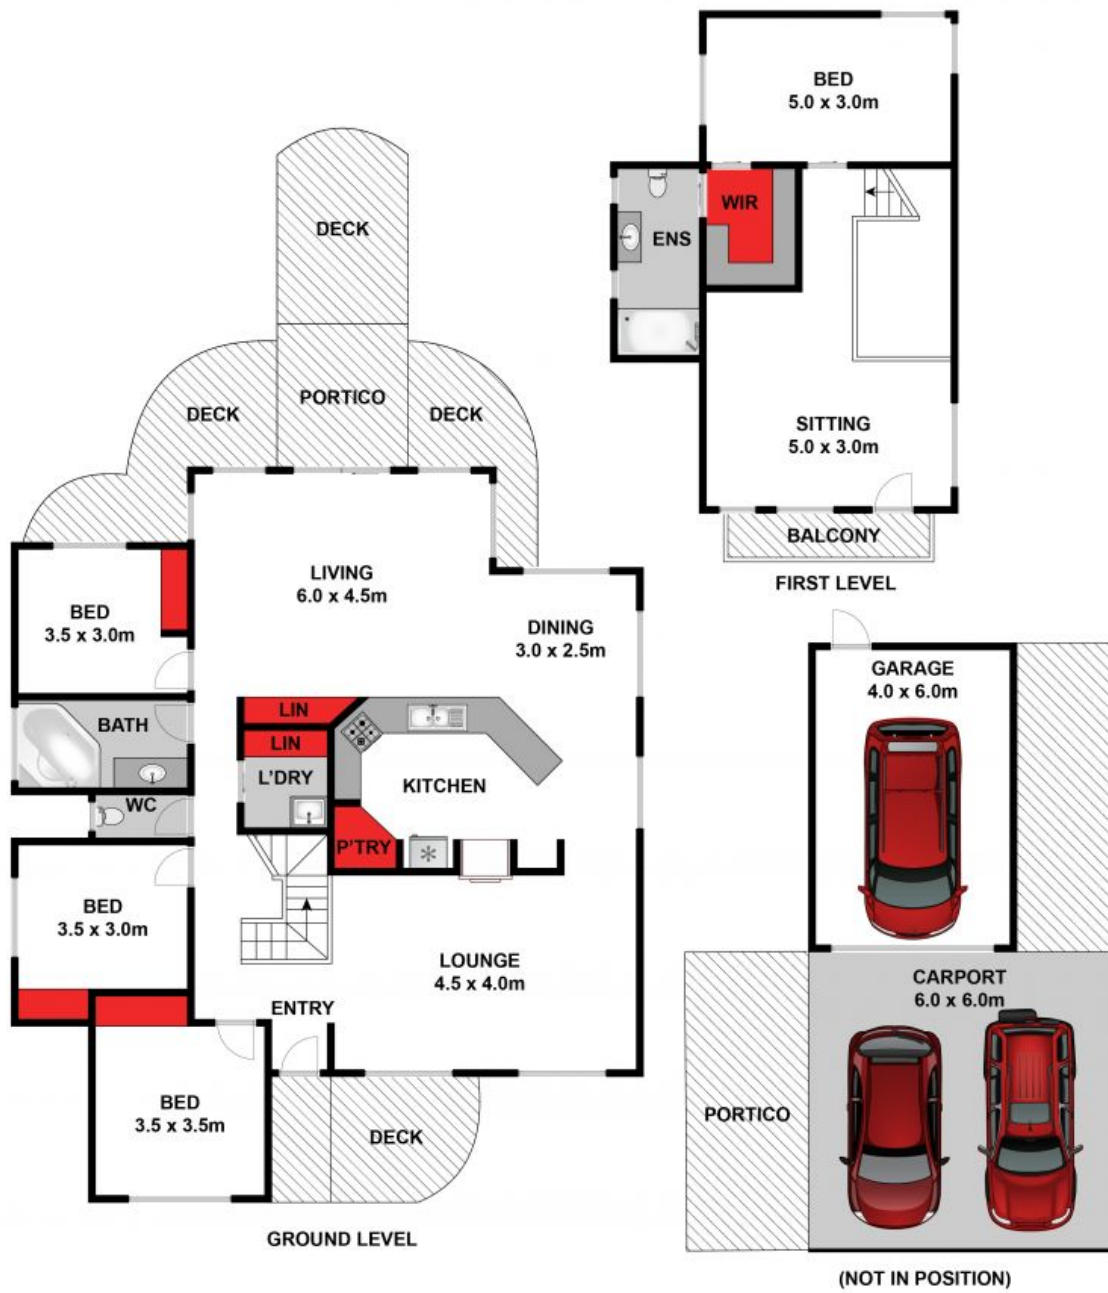 BED
5.0 x 3.0m
WIR
ENS
SITTING
5.0 x 3.0m
BALCONY
FIRST LEVEL
DECK
DECK
PORTICO
DECK
LIVING
6.0 x 4.5m
BED
3.5 x 3.0m
DINING
3.0 x 2.5m
LIN
BATH
LIN
L'DRY
KITCHEN
WC
P'TRY
BED
3.5 x 3.0m
LOUNGE
4.5 x 4.0m
ENTRY
BED
3.5 x 3.5m
DECK
GROUND LEVEL
GARAGE
4.0 x 6.0m
CARPORT
6.0 x 6.0m
PORTICO
(NOT IN POSITION)